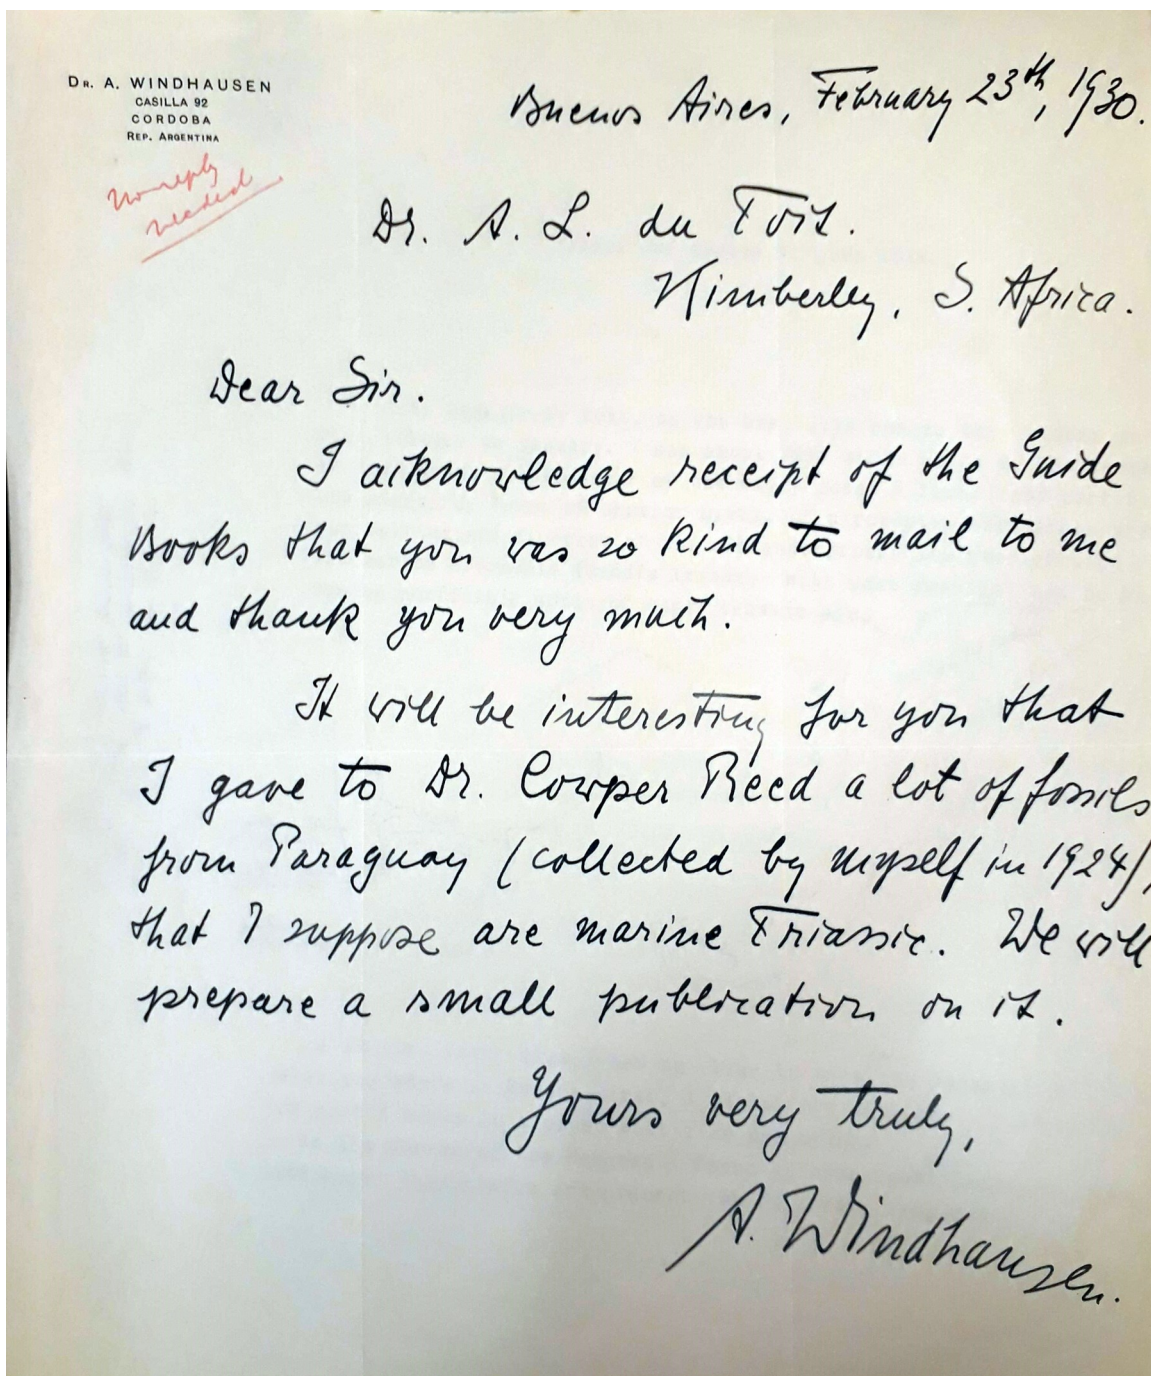 DR. A. WINDHAUSEN
CASILLA 92
CORDOBA
REP. ARGENTINA
No reply
needed
Buenos Aires, February 23th, 1930.
Dr. A. L. du Toit.
Kimberley, S. Africa.
Dear Sir.
I acknowledge receipt of the Guide
Books that you was so kind to mail to me
and thank you very much.
It will be interesting for you that
I gave to Dr. Cowper Reed a lot of fossils
from Paraguay (collected by myself in 1924),
that I suppose are marine Triassic. We will
prepare a small publication on it.
Yours very truly,
A. Windhausen.